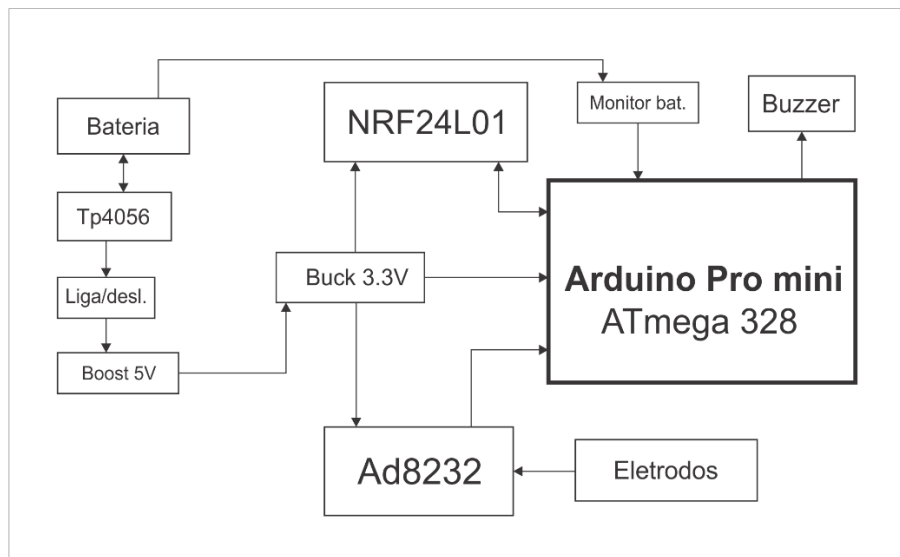 Bateria
NRF24L01
Monitor bat.
Buzzer
Tp4056
Buck 3.3V
Arduino Pro mini
ATmega 328
Liga/desl.
Boost 5V
Ad8232
Eletrodos